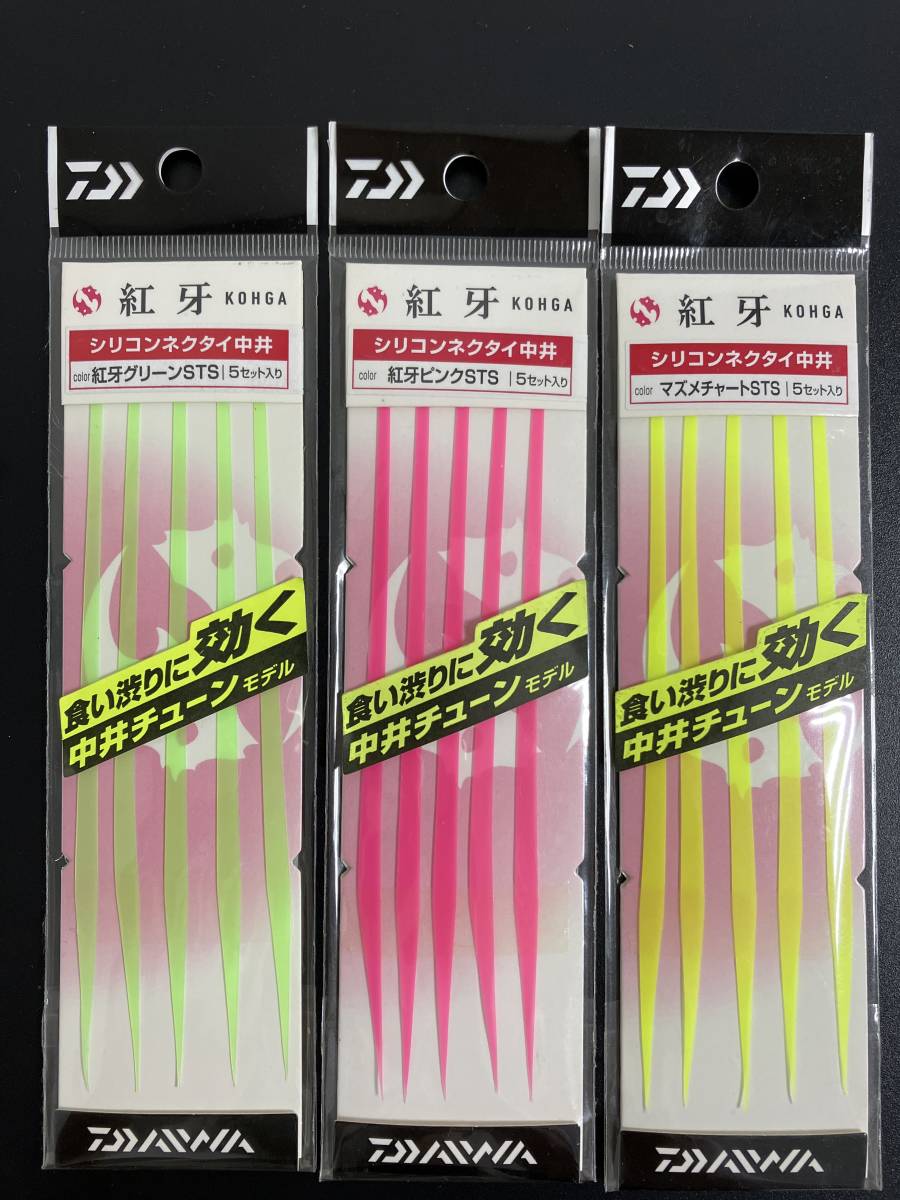 紅牙 KOHGA
シリコンネクタイ中井
color 紅牙グリーンSTS | 5セット入り
食い渋りに効く
中井チューンモデル
DAIWA
紅牙 KOHGA
シリコンネクタイ中井
color 紅牙ピンクSTS | 5セット入り
食い渋りに効く
中井チューンモデル
DAIWA
紅牙 KOHGA
シリコンネクタイ中井
color マズメチャートSTS | 5セット入り
食い渋りに効く
中井チューンモデル
DAIWA